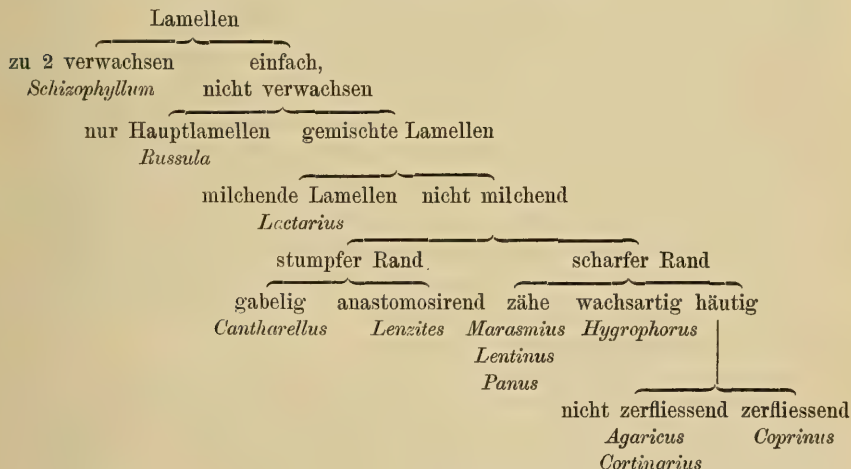 Lamellen
zu 2 verwachsen einfach,
Schizophyllum nicht verwachsen
nur Hauptlamellen gemischte Lamellen
Russula
milchende Lamellen nicht milchend
Lactarius
stumpfer Rand. scharfer Rand
gabelig anastomosirend zähe wachsartig häutig
Cantharellus Lenzites Marasmius Hygrophorus
Lentinus
Panus
nicht zerfliessend zerfliessend
Agaricus Coprinus
Cortinarius